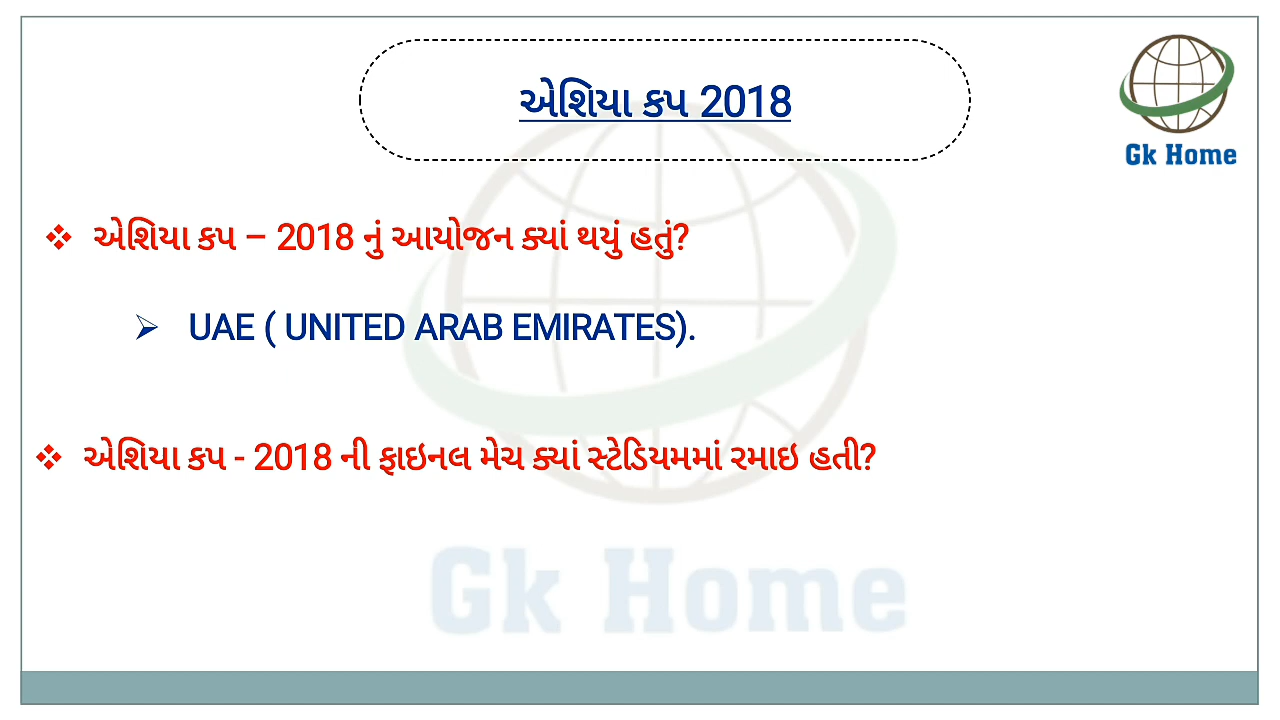 એશિયા કપ 2018
Gk Home
❖ એશિયા કપ – 2018 નું આયોજન ક્યાં થયું હતું?
➢ UAE ( UNITED ARAB EMIRATES).
❖ એશિયા કપ - 2018 ની ફાઇનલ મેચ ક્યાં સ્ટેડિયમમાં રમાઇ હતી?
Gk Home